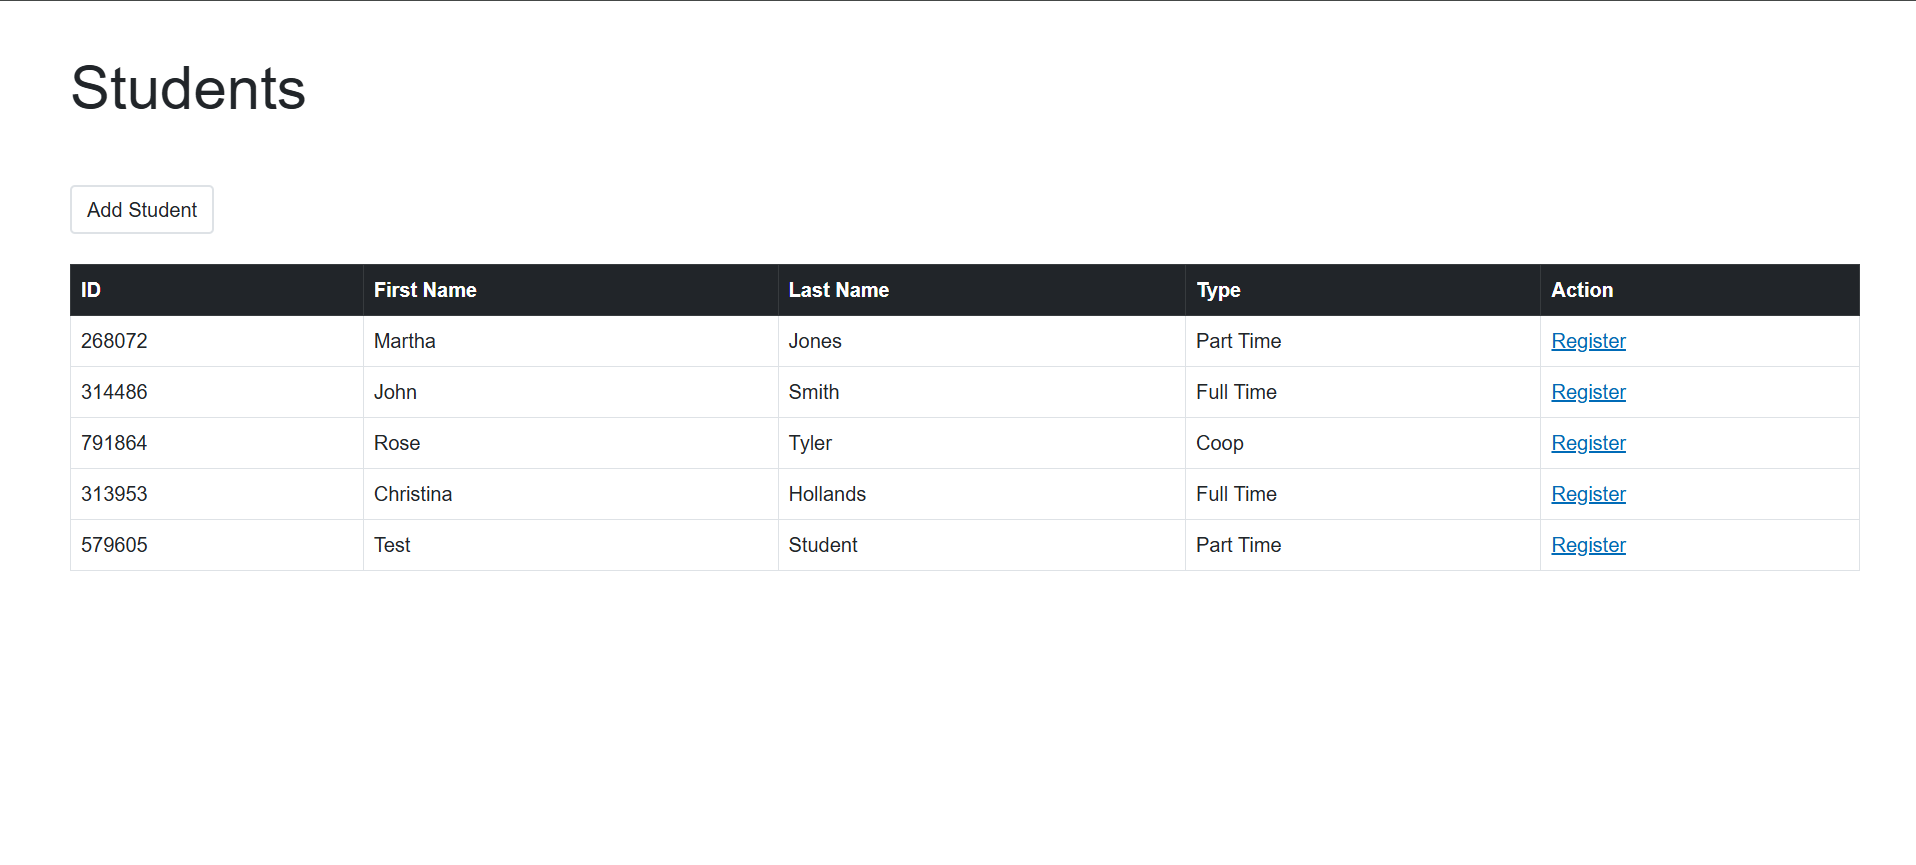 Students
Add Student
ID First Name Last Name Type Action
268072 Martha Jones Part Time Register
314486 John Smith Full Time Register
791864 Rose Tyler Coop Register
313953 Christina Hollands Full Time Register
579605 Test Student Part Time Register